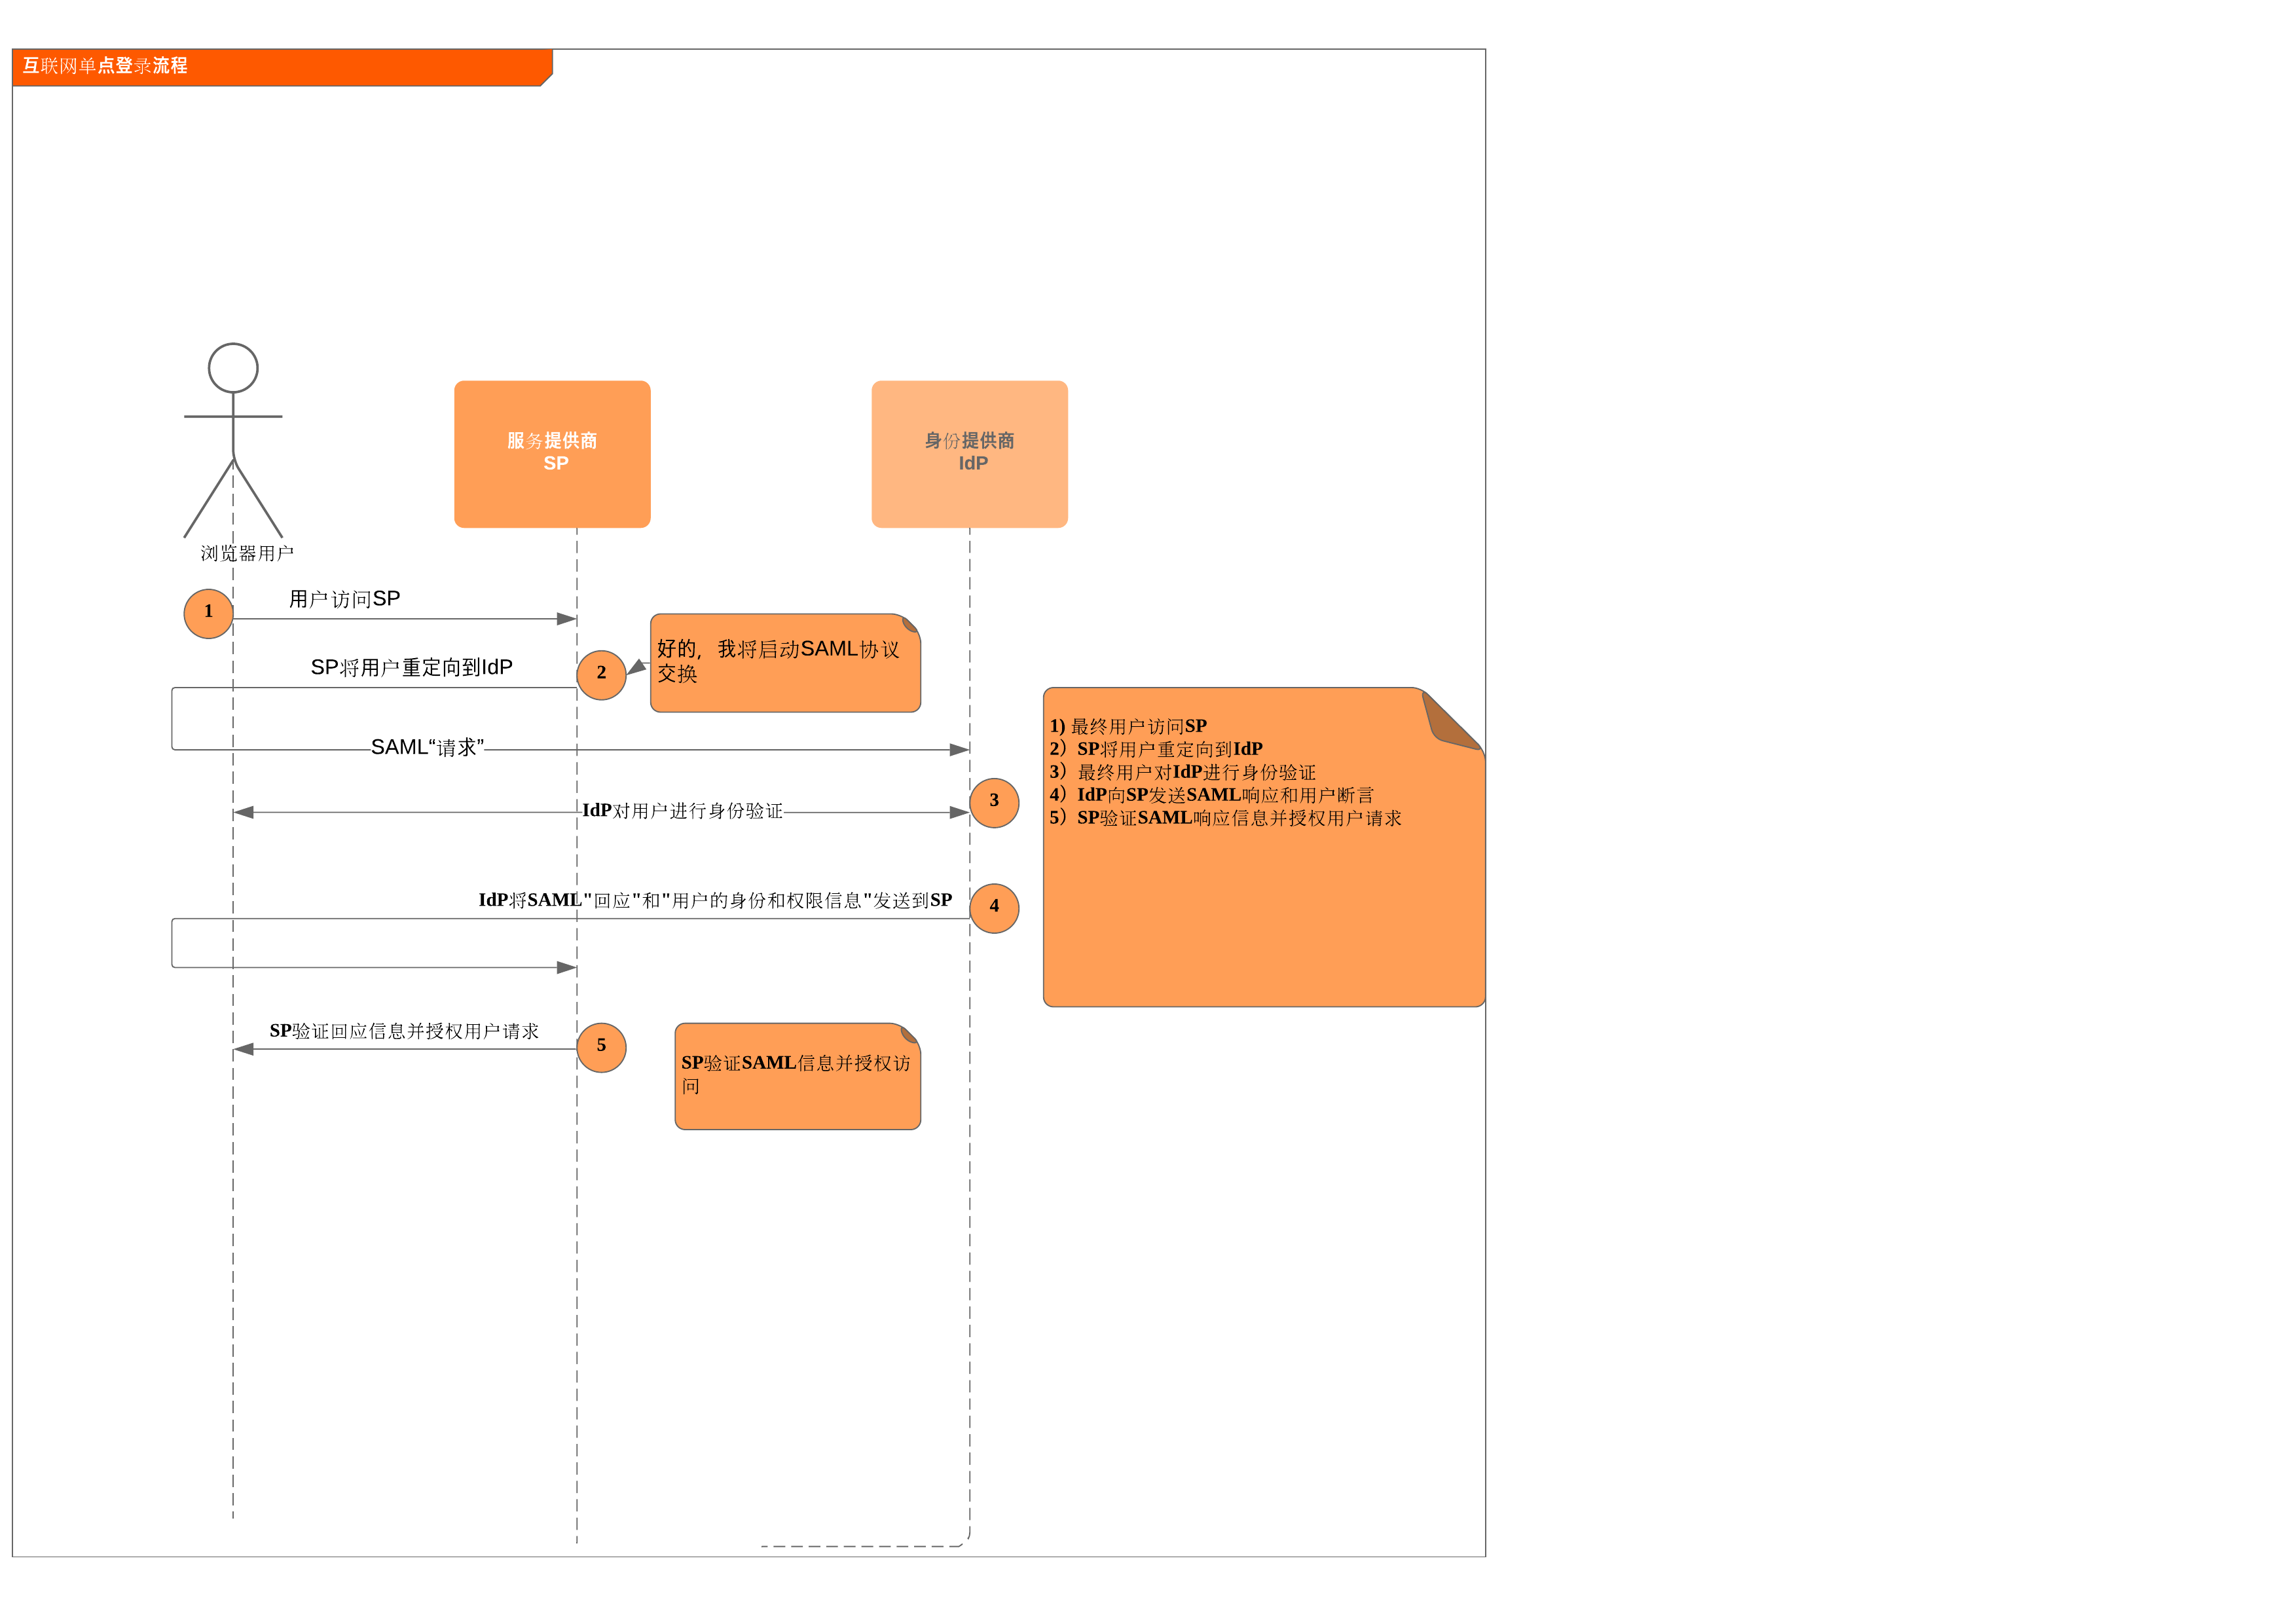 互联网单点登录流程
服务提供商
SP
身份提供商
IdP
浏览器用户
1
用户访问SP
好的，我将启动SAML协议
交换
SP将用户重定向到IdP
2
1) 最终用户访问SP
2）SP将用户重定向到IdP
3）最终用户对IdP进行身份验证
4）IdP向SP发送SAML响应和用户断言
5）SP验证SAML响应信息并授权用户请求
SAML“请求”
IdP对用户进行身份验证
3
IdP将SAML"回应"和"用户的身份和权限信息"发送到SP
4
SP验证回应信息并授权用户请求
5
SP验证SAML信息并授权访
问